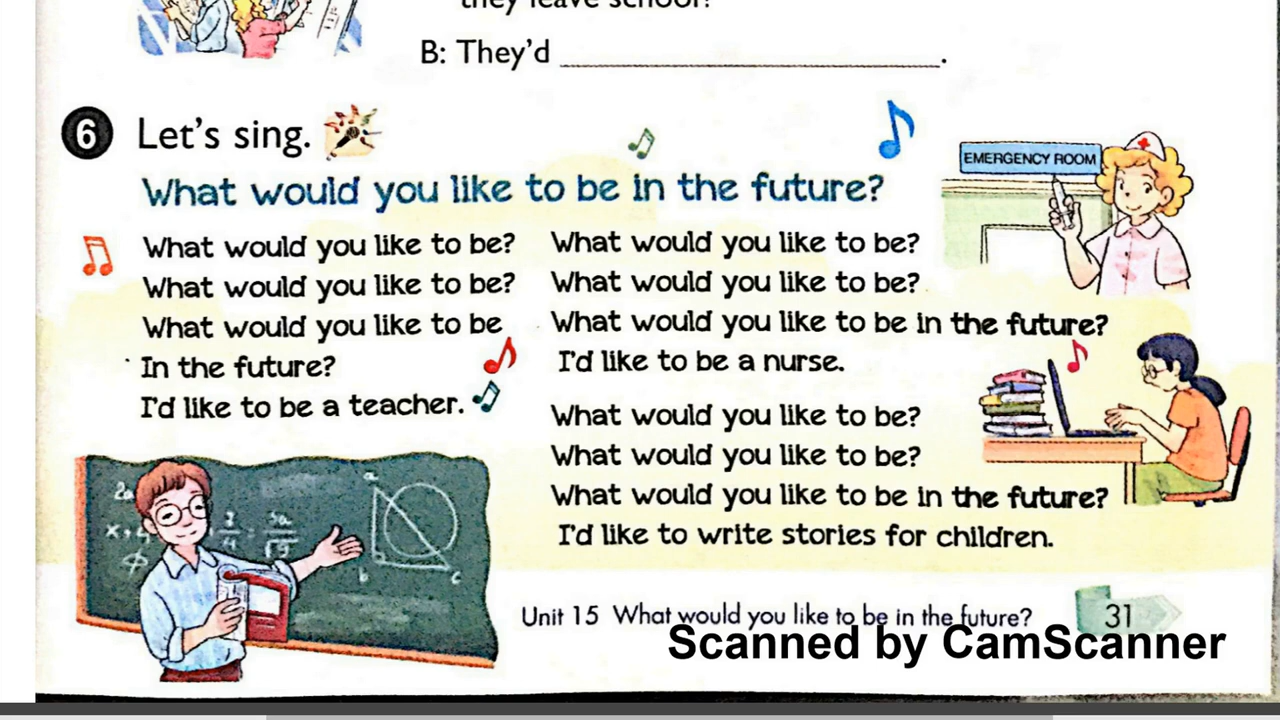 they leave school?
B: They'd ______________________.
6 Let's sing.
What would you like to be in the future?
What would you like to be?
What would you like to be?
What would you like to be
In the future?
I'd like to be a teacher.
What would you like to be?
What would you like to be?
What would you like to be in the future?
I'd like to be a nurse.
What would you like to be?
What would you like to be?
What would you like to be in the future?
I'd like to write stories for children.
EMERGENCY ROOM
a
b
c
Unit 15 What would you like to be in the future? 31
Scanned by CamScanner